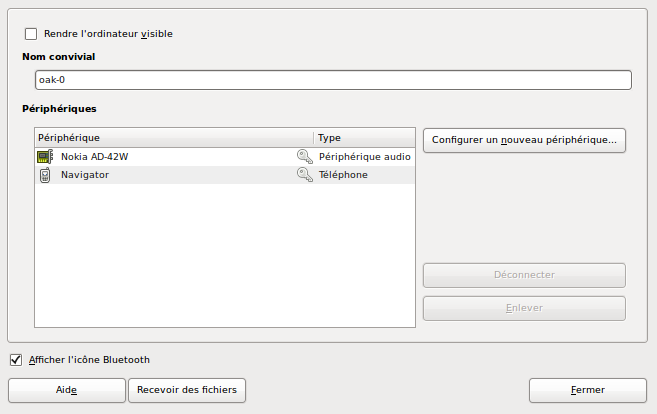 Rendre l'ordinateur visible
Nom convivial
oak-0
Périphériques
Périphérique Type
Nokia AD-42W Périphérique audio
Navigator Téléphone
Configurer un nouveau périphérique...
Déconnecter
Enlever
Afficher l'icône Bluetooth
Aide Recevoir des fichiers Fermer